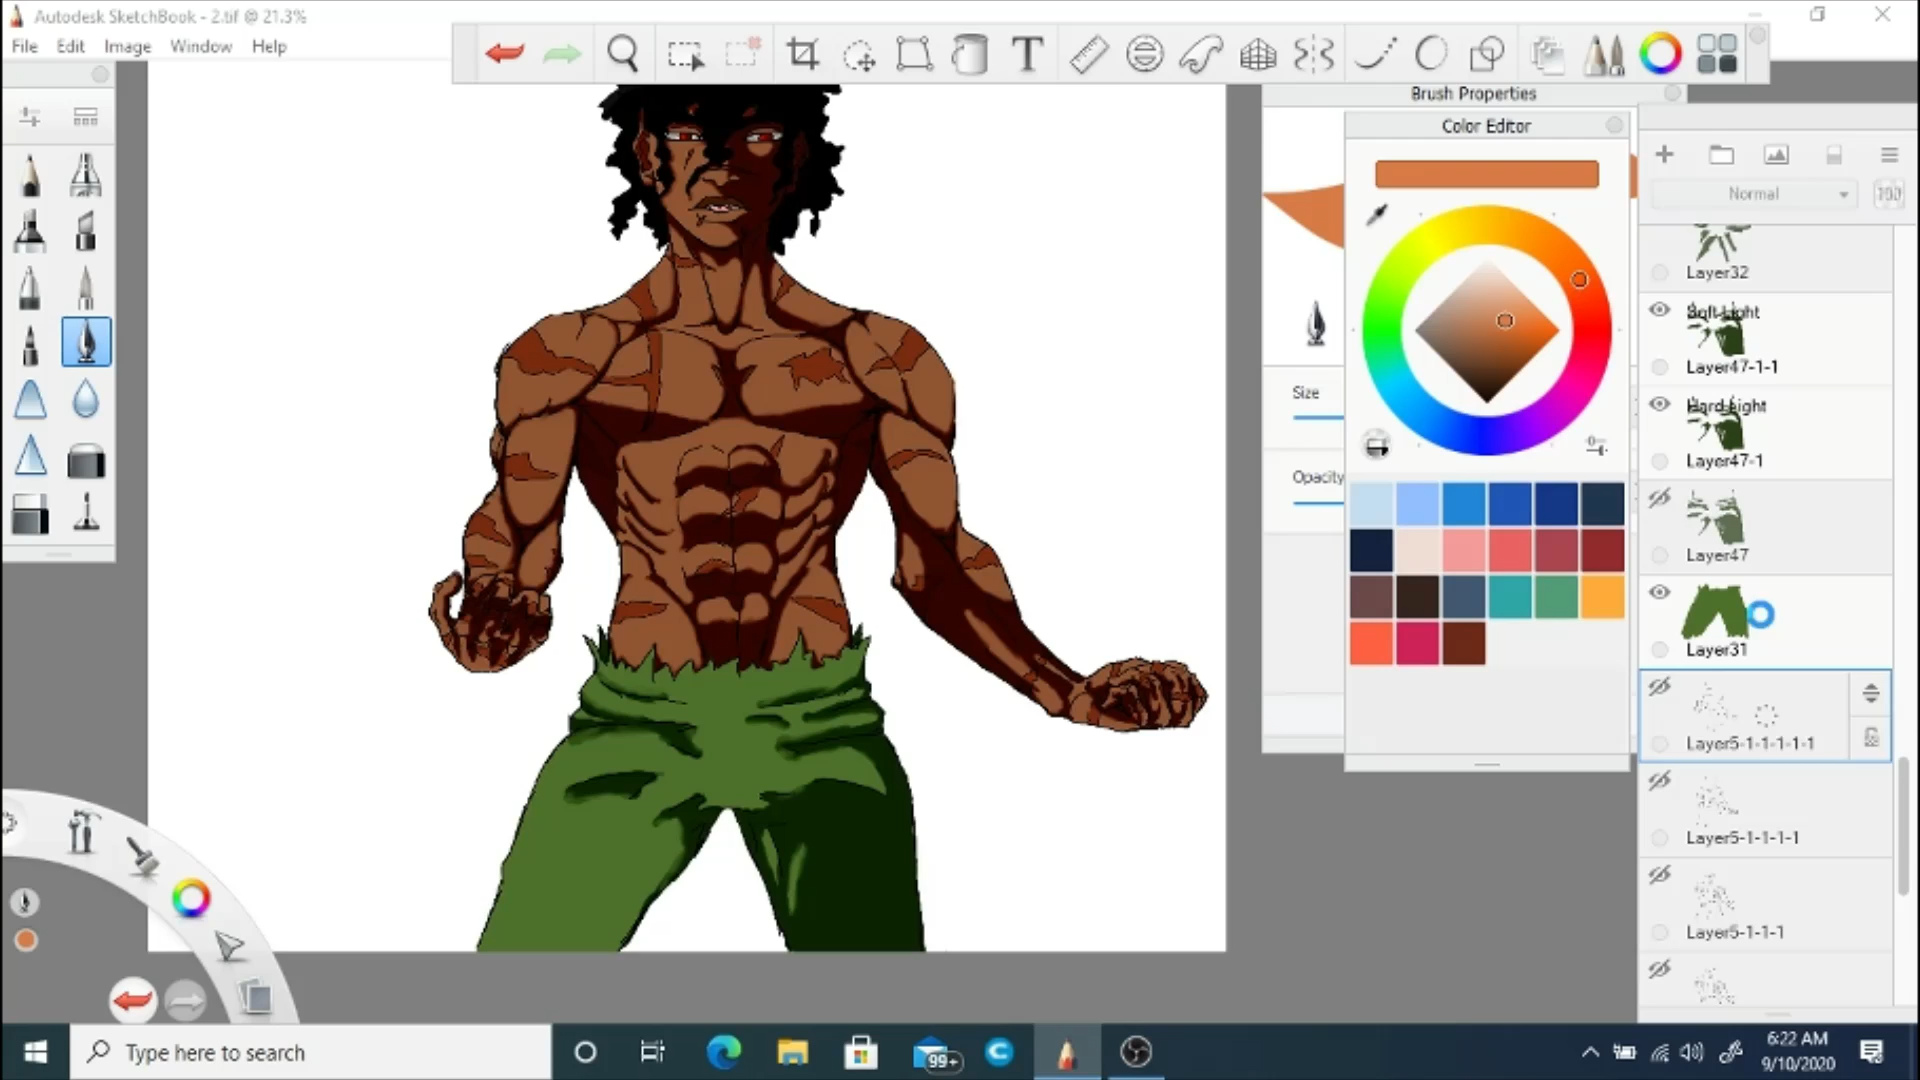 Autodesk SketchBook - 2.tif @ 21.3%
File Edit Image Window Help
T
Brush Properties
Color Editor
Normal
100
Layer32
Soft Light
Layer47-1-1
Hard Light
Layer47-1
Layer47
Layer31
Layer5-1-1-1-1-1
Layer5-1-1-1-1
Layer5-1-1-1
Size
Opacity
Type here to search
99+
6:22 AM
9/10/2020